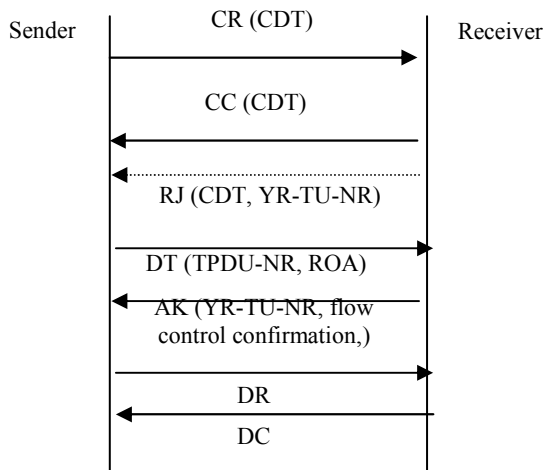 CR (CDT)
Sender
Receiver
CC (CDT)
RJ (CDT, YR-TU-NR)
DT (TPDU-NR, ROA)
AK (YR-TU-NR, flow
control confirmation,)
DR
DC